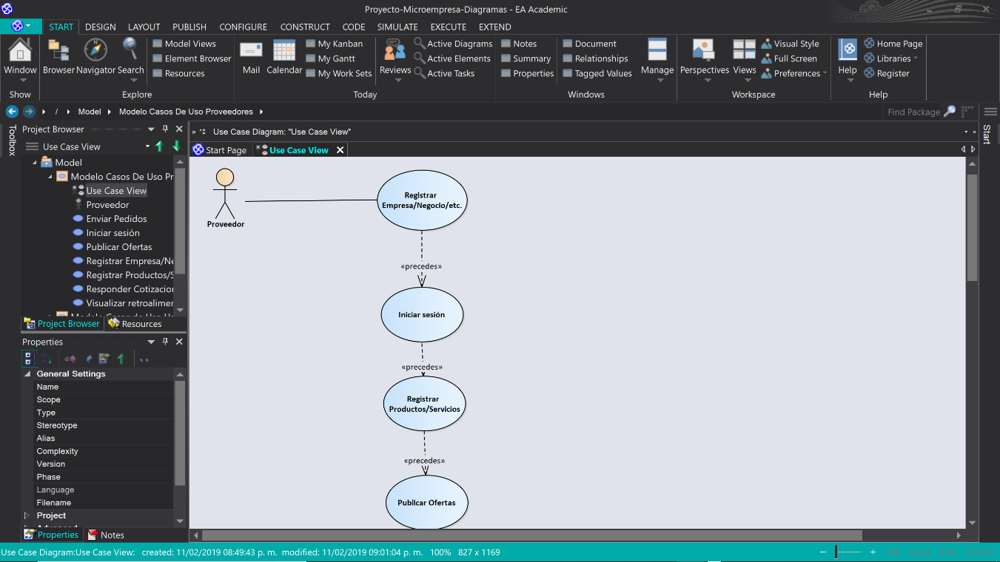 Proyecto-Microempresa-Diagramas - EA Academic
START DESIGN LAYOUT PUBLISH CONFIGURE CONSTRUCT CODE SIMULATE EXECUTE EXTEND
Window
Show
Browser Navigator Search
Model Views
Element Browser
Resources
Explore
Mail Calendar
My Kanban
My Gantt
My Work Sets
Reviews
Active Diagrams
Active Elements
Active Tasks
Today
Notes
Summary
Properties
Document
Relationships
Tagged Values
Windows
Manage
Perspectives Views
Visual Style
Full Screen
Preferences
Workspace
Help
Home Page
Libraries
Register
Help
/ Model Modelo Casos De Uso Proveedores
Find Package
Toolbox
Project Browser
Use Case View
Model
Modelo Casos De Uso Pr
Use Case View
Proveedor
Enviar Pedidos
Iniciar sesión
Publicar Ofertas
Registrar Empresa/Ne
Registrar Productos/S
Responder Cotizacion
Visualizar retroalimen
Project Browser Resources
Properties
General Settings
Name
Scope
Type
Stereotype
Alias
Complexity
Version
Phase
Language
Filename
Project
Properties Notes
» Use Case Diagram: "Use Case View"
Start Page Use Case View
Start
Proveedor
Registrar
Empresa/Negocio/etc.
«precedes»
Iniciar sesión
«precedes»
Registrar
Productos/Servicios
«precedes»
Publicar Ofertas
Use Case Diagram:Use Case View: created: 11/02/2019 08:49:43 p. m. modified: 11/02/2019 09:01:04 p. m. 100% 827 x 1169
CAP NUM SCRL CLOUD